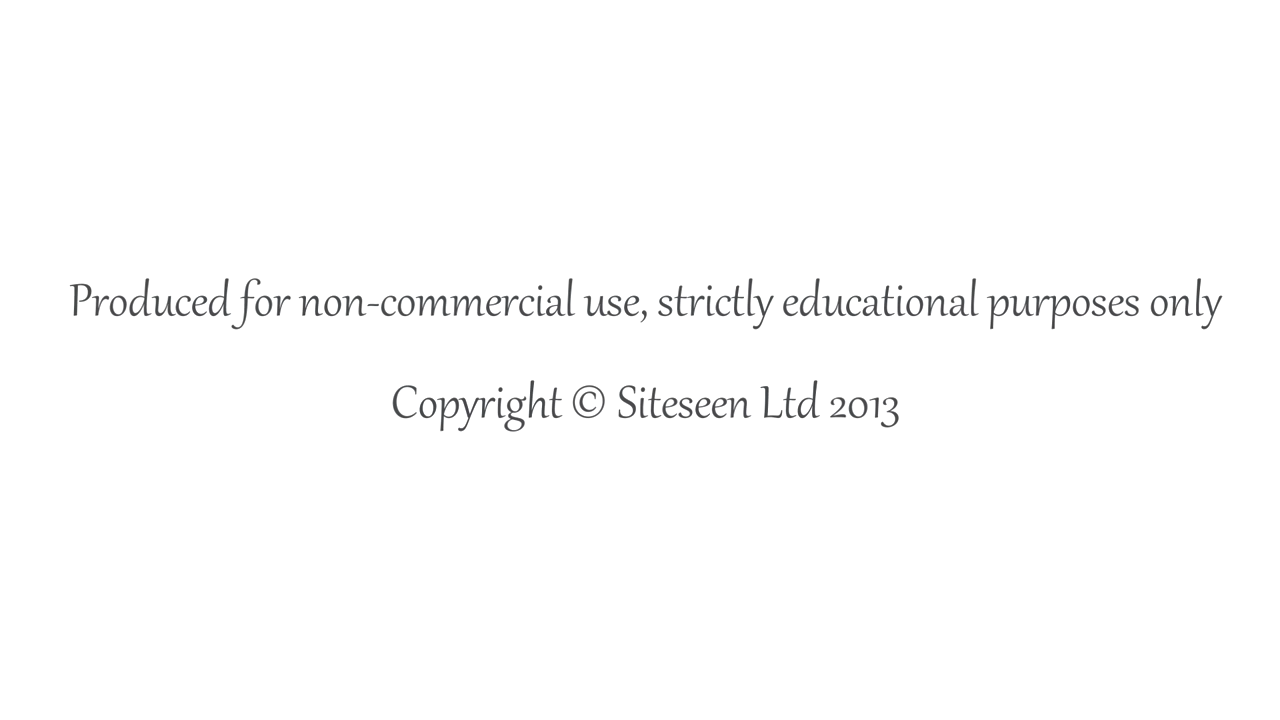 Produced for non-commercial use, strictly educational purposes only
Copyright © Siteseen Ltd 2013